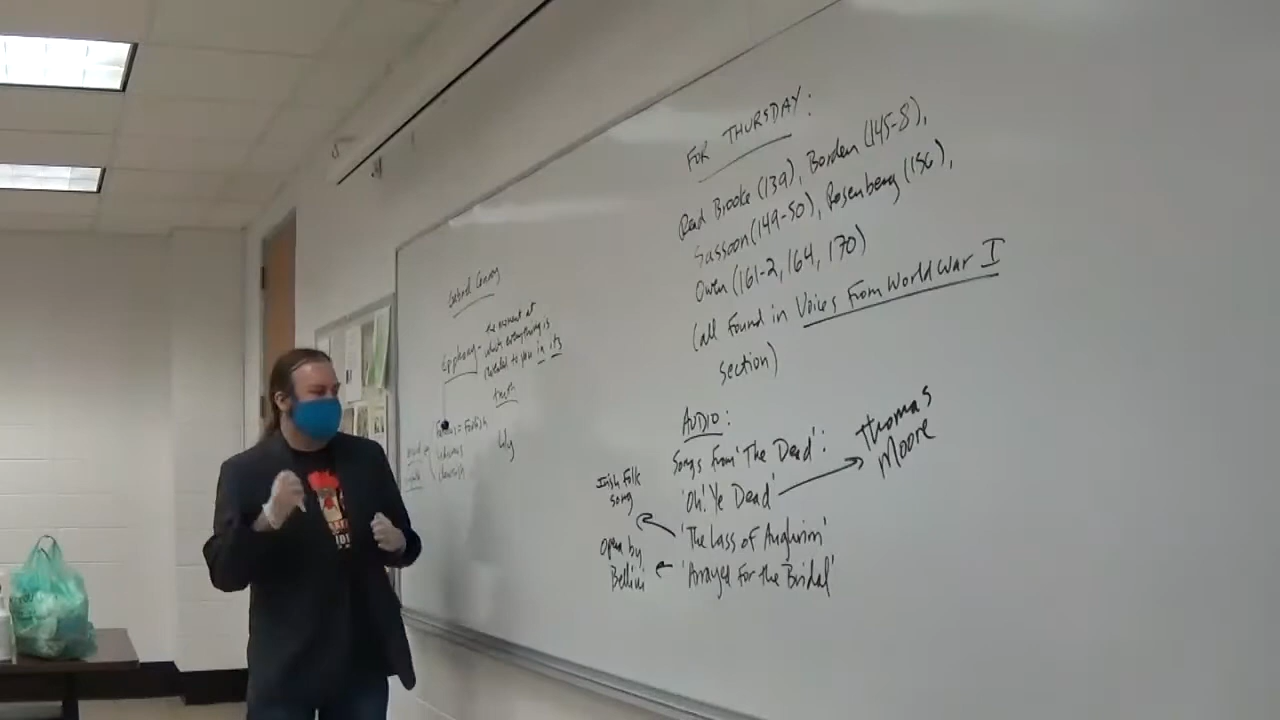 Epiphany - the moment at
which everything is
revealed to you in its
truth
Lily
FOR THURSDAY:
Read Brooke (139), Borden (145-8),
Sassoon (149-50), Rosenberg (156),
Owen (161-2, 164, 170)
(all found in Voices From World War I
section)
AUDIO:
Songs from 'The Dead':
'Oh! Ye Dead'
Thomas
Moore
Irish Folk
song
'The Lass of Aughrim'
Opera by
Bellini
'Arrayed for the Bridal'